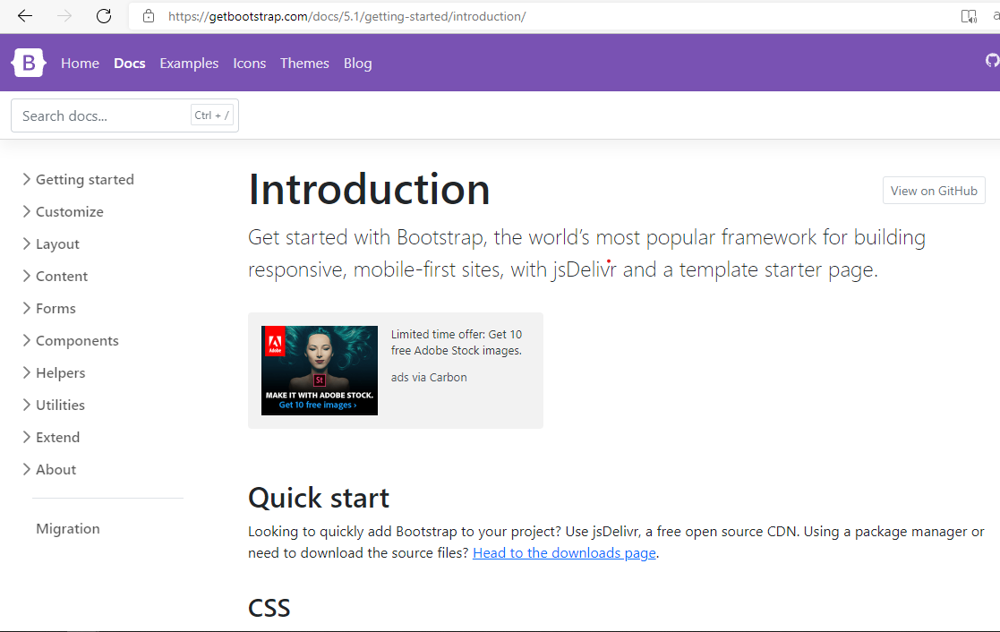 https://getbootstrap.com/docs/5.1/getting-started/introduction/
B Home Docs Examples Icons Themes Blog
Search docs... Ctrl + /
Getting started
Customize
Layout
Content
Forms
Components
Helpers
Utilities
Extend
About
Migration
Introduction
View on GitHub
Get started with Bootstrap, the world’s most popular framework for building
responsive, mobile-first sites, with jsDelivr and a template starter page.
Adobe
St
MAKE IT WITH ADOBE STOCK.
Get 10 free images ›
Limited time offer: Get 10
free Adobe Stock images.
ads via Carbon
Quick start
Looking to quickly add Bootstrap to your project? Use jsDelivr, a free open source CDN. Using a package manager or
need to download the source files? Head to the downloads page.
CSS